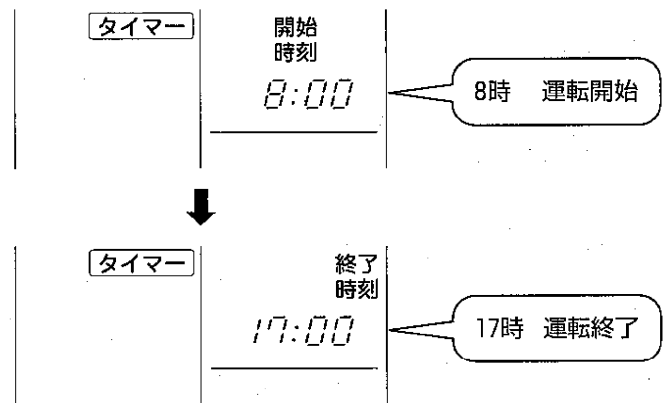 タイマー
開始
時刻
8:00
8時 運転開始
タイマー
終了
時刻
17:00
17時 運転終了